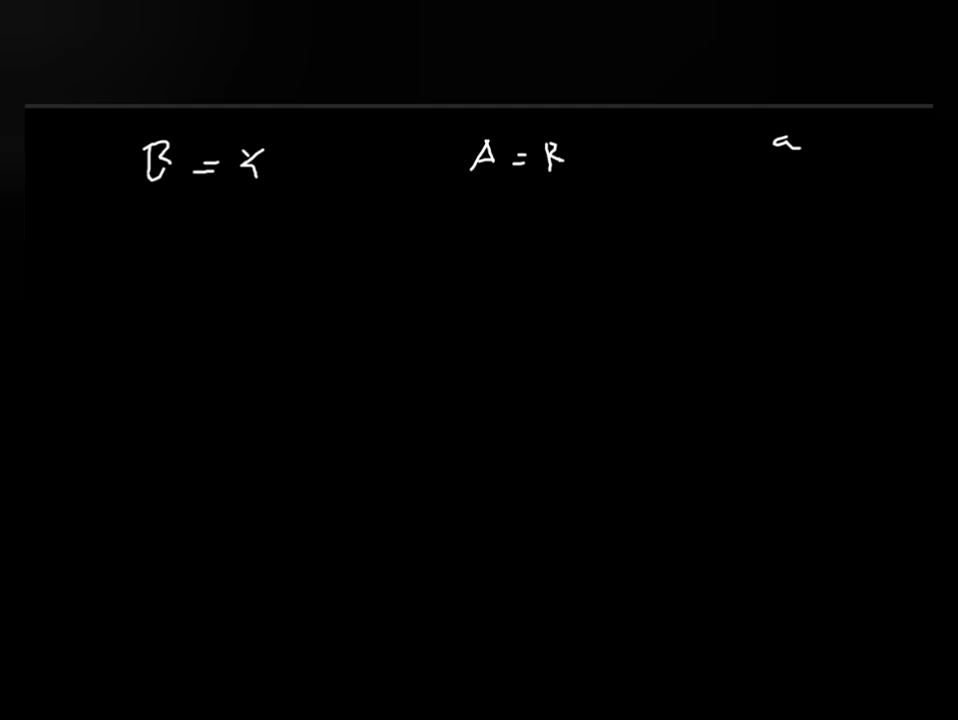 B = Y A = R a